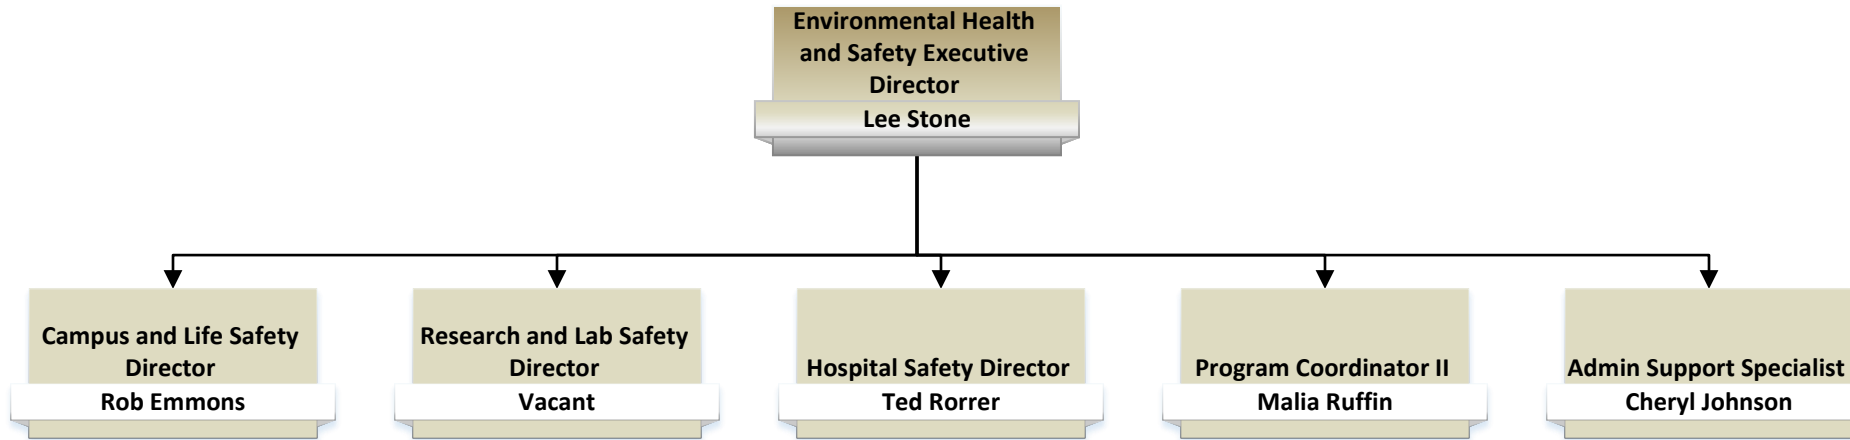 Environmental Health
and Safety Executive
Director
Lee Stone
Campus and Life Safety
Director
Rob Emmons
Research and Lab Safety
Director
Vacant
Hospital Safety Director
Ted Rorrer
Program Coordinator II
Malia Ruffin
Admin Support Specialist
Cheryl Johnson